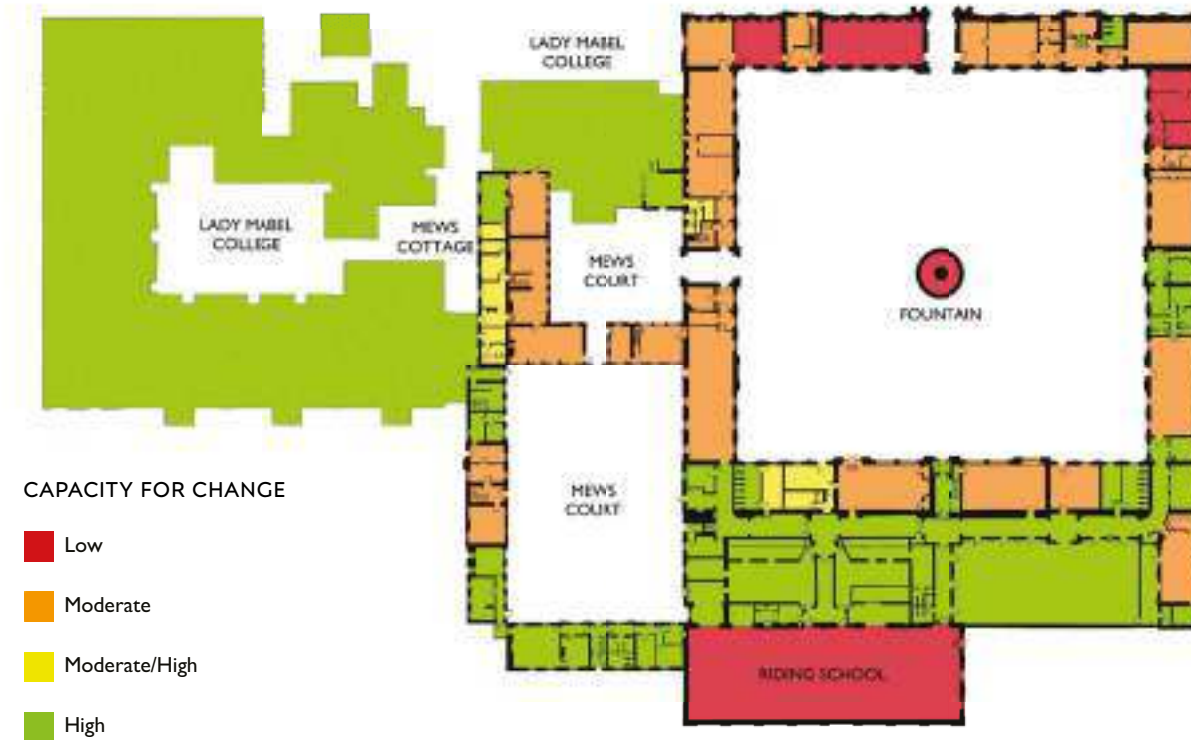 LADY MABEL
COLLEGE
LADY MABEL
COLLEGE
MEWS
COTTAGE
MEWS
COURT
FOUNTAIN
MEWS
COURT
RIDING SCHOOL
CAPACITY FOR CHANGE
Low
Moderate
Moderate/High
High